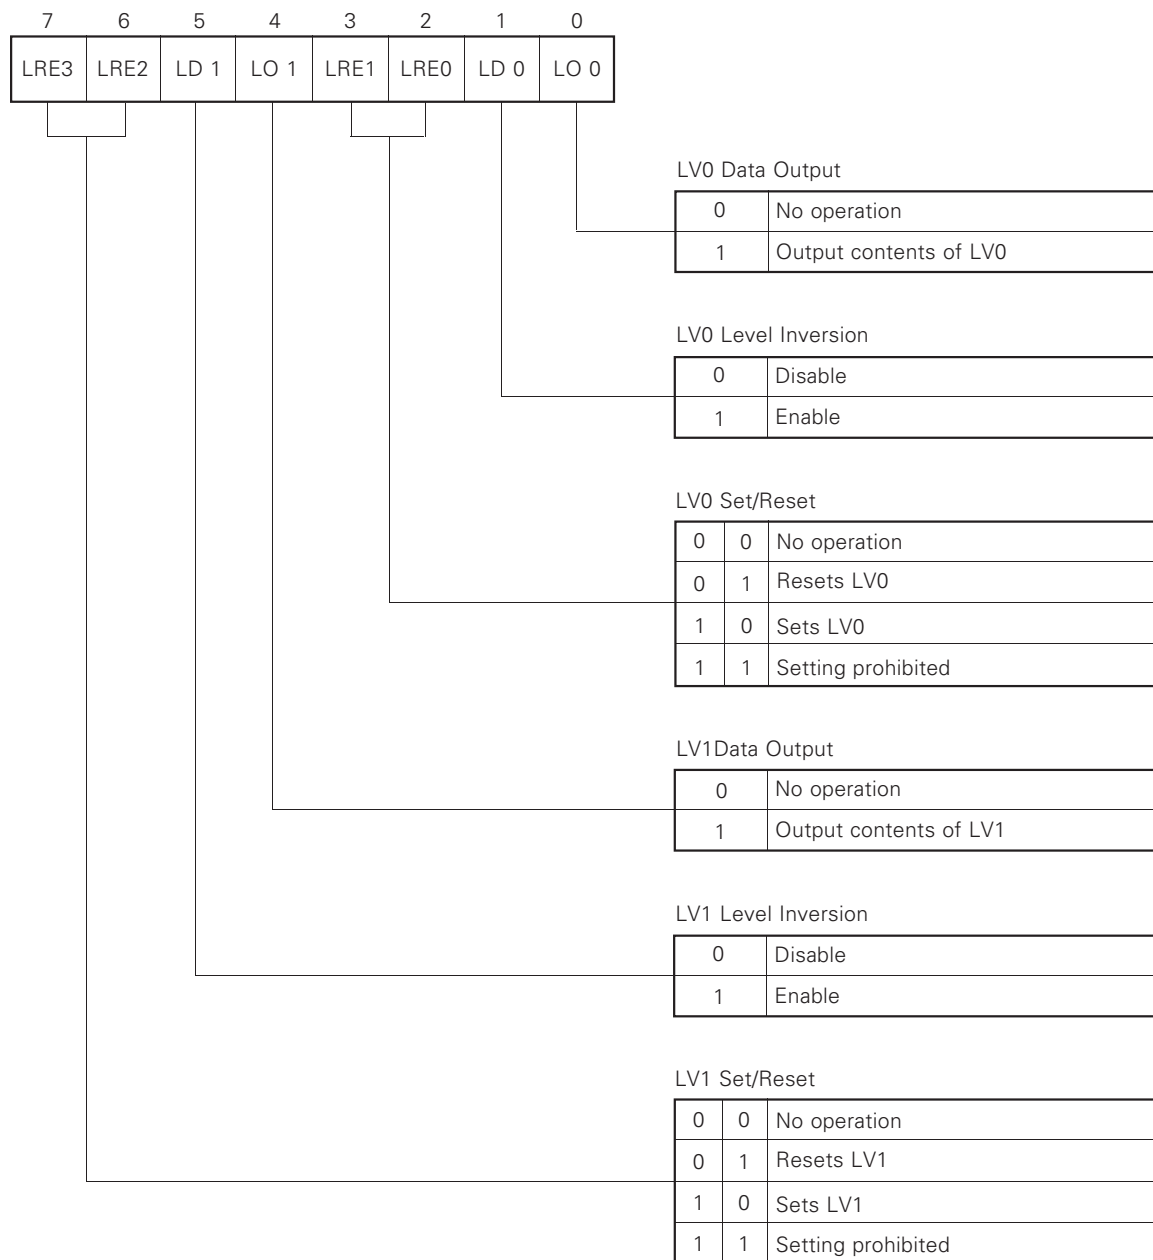 7 6 5 4 3 2 1 0
LRE3 LRE2 LD 1 LO 1 LRE1 LRE0 LD 0 LO 0
LV0 Data Output
0 No operation
1 Output contents of LV0
LV0 Level Inversion
0 Disable
1 Enable
LV0 Set/Reset
0 0 No operation
0 1 Resets LV0
1 0 Sets LV0
1 1 Setting prohibited
LV1Data Output
0 No operation
1 Output contents of LV1
LV1 Level Inversion
0 Disable
1 Enable
LV1 Set/Reset
0 0 No operation
0 1 Resets LV1
1 0 Sets LV1
1 1 Setting prohibited